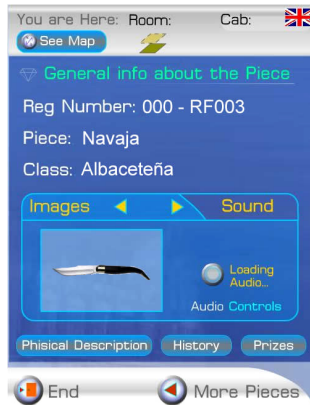 You are Here: Room: Cab:
See Map
General info about the Piece
Reg Number: 000 - RF003
Piece: Navaja
Class: Albaceteña
Images Sound
Loading
Audio...
Audio Controls
Phisical Description History Prizes
End More Pieces